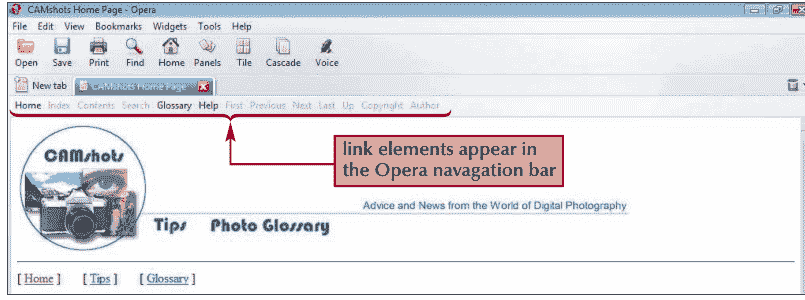 CAMshots Home Page - Opera
File Edit View Bookmarks Widgets Tools Help
Open Save Print Find Home Panels Tile Cascade Voice
New tab CAMshots Home Page
Home Index Contents Search Glossary Help First Previous Next Last Up Copyright Author
link elements appear in
the Opera navagation bar
CAMshots
Advice and News from the World of Digital Photography
Tips Photo Glossary
[ Home ] [ Tips ] [ Glossary ]